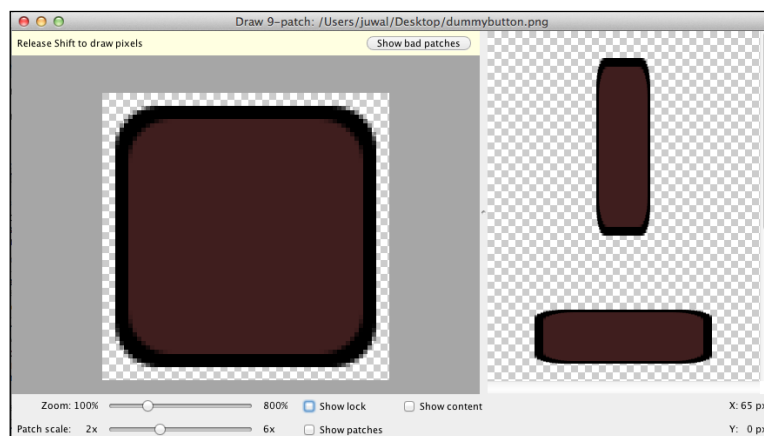 Draw 9-patch: /Users/juwal/Desktop/dummybutton.png
Release Shift to draw pixels
Show bad patches
Zoom: 100% 800% Show lock Show content X: 65 px
Patch scale: 2x 6x Show patches Y: 0 px